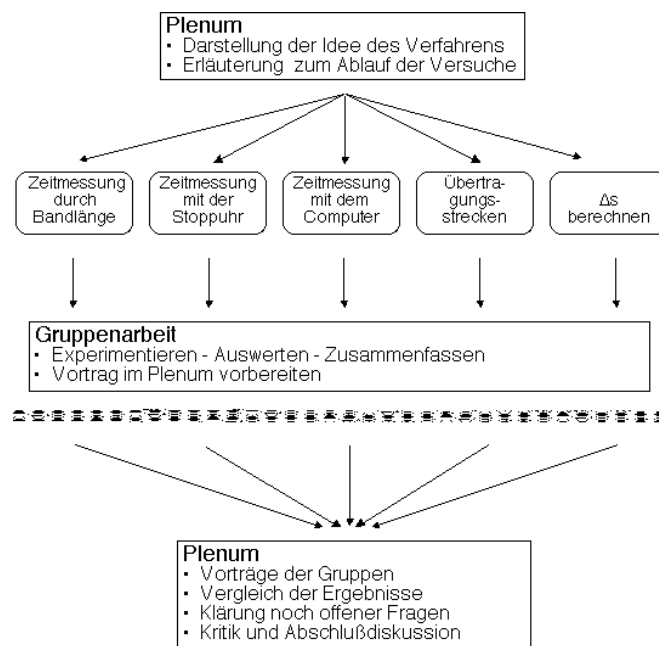 Plenum
• Darstellung der Idee des Verfahrens
• Erläuterung zum Ablauf der Versuche
Zeitmessung
durch
Bandlänge
Zeitmessung
mit der
Stoppuhr
Zeitmessung
mit dem
Computer
Übertra-
gungs-
strecken
Δs
berechnen
Gruppenarbeit
• Experimentieren - Auswerten - Zusammenfassen
• Vortrag im Plenum vorbereiten
Plenum
• Vorträge der Gruppen
• Vergleich der Ergebnisse
• Klärung noch offener Fragen
• Kritik und Abschlußdiskussion